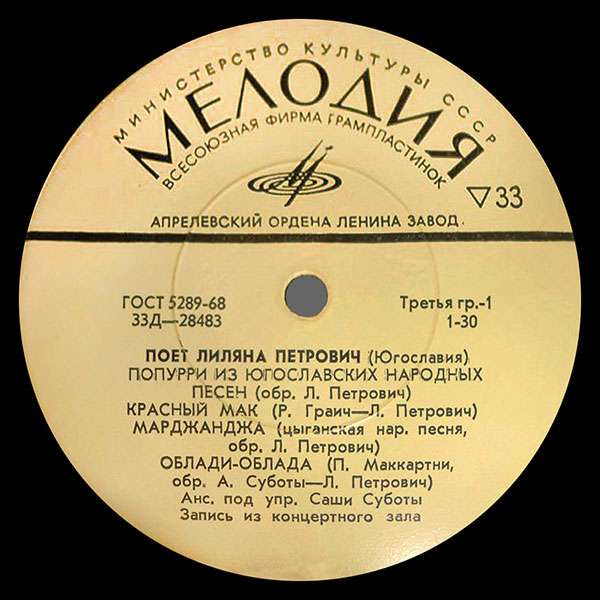 МИНИСТЕРСТВО КУЛЬТУРЫ СССР
МЕЛОДИЯ
ВСЕСОЮЗНАЯ ФИРМА ГРАМПЛАСТИНОК
▽33
АПРЕЛЕВСКИЙ ОРДЕНА ЛЕНИНА ЗАВОД.
ГОСТ 5289-68 Третья гр.-1
33Д—28483 1-30
ПОЕТ ЛИЛЯНА ПЕТРОВИЧ (Югославия)
ПОПУРРИ ИЗ ЮГОСЛАВСКИХ НАРОДНЫХ
ПЕСЕН (обр. Л. Петрович)
КРАСНЫЙ МАК (Р. Граич—Л. Петрович)
МАРДЖАНДЖА (цыганская нар. песня,
обр. Л. Петрович)
ОБЛАДИ-ОБЛАДА (П. Маккартни,
обр. А. Суботы—Л. Петрович)
Анс. под упр. Саши Суботы
Запись из концертного зала